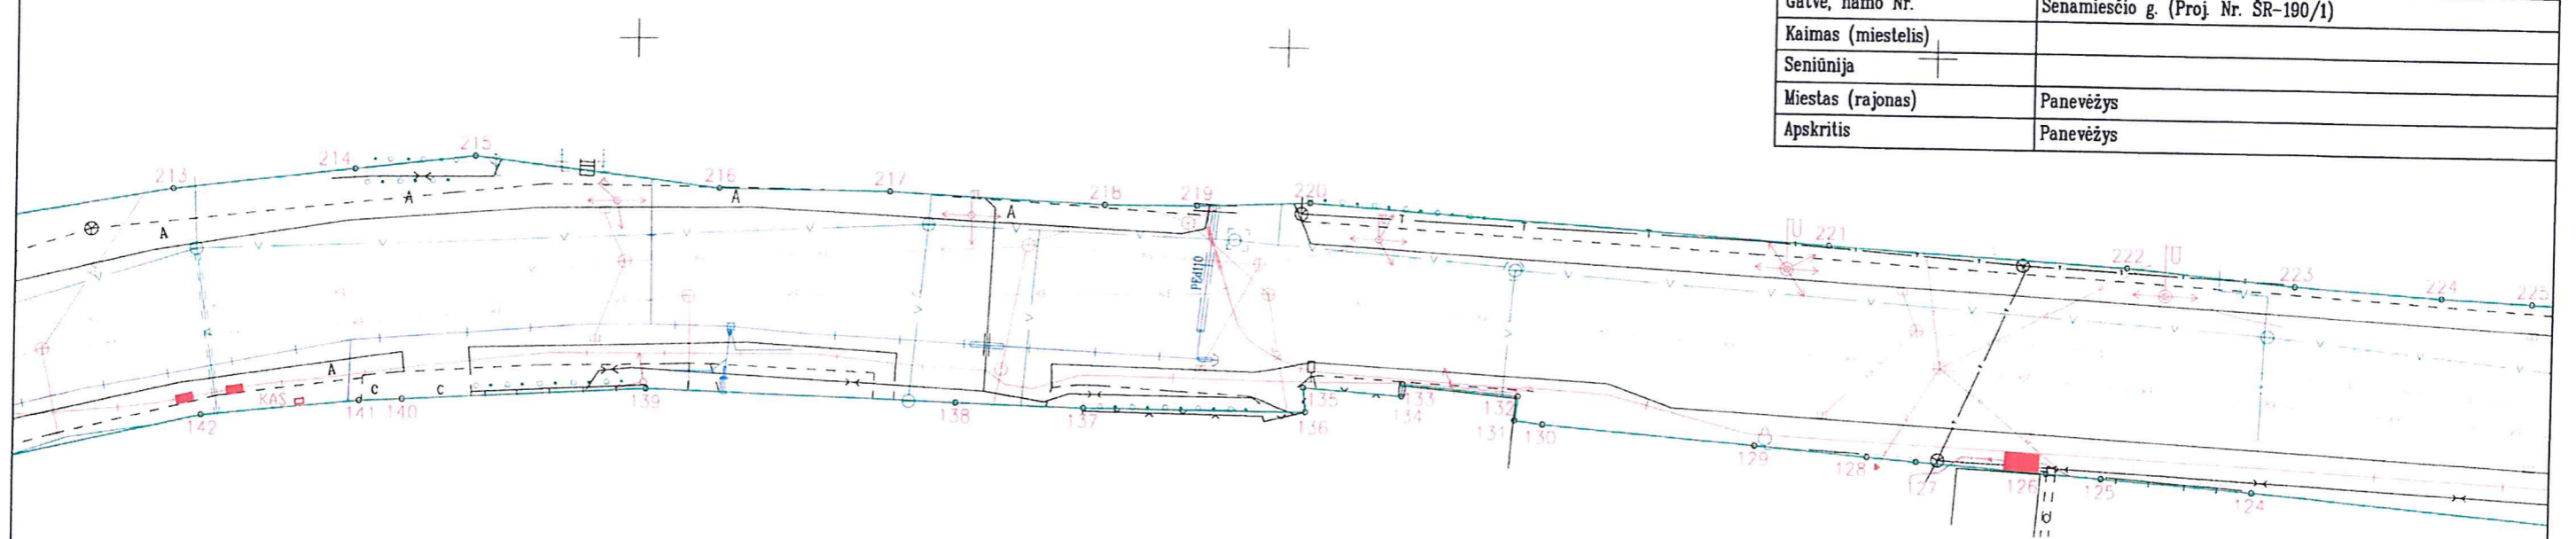 Gatvė, namo Nr. Senamiesčio g. (Proj. Nr. ŠR-190/1)
Kaimas (miestelis)
Seniūnija
Miestas (rajonas) Panevėžys
Apskritis Panevėžys
213 214 215 216 217 218 219 220 221 222 223 224 225
A A A A
PEd110
A C C
KAS
142 141 140 139 138 137 136 135 134 133 132 131 130 129 128 127 126 125 124